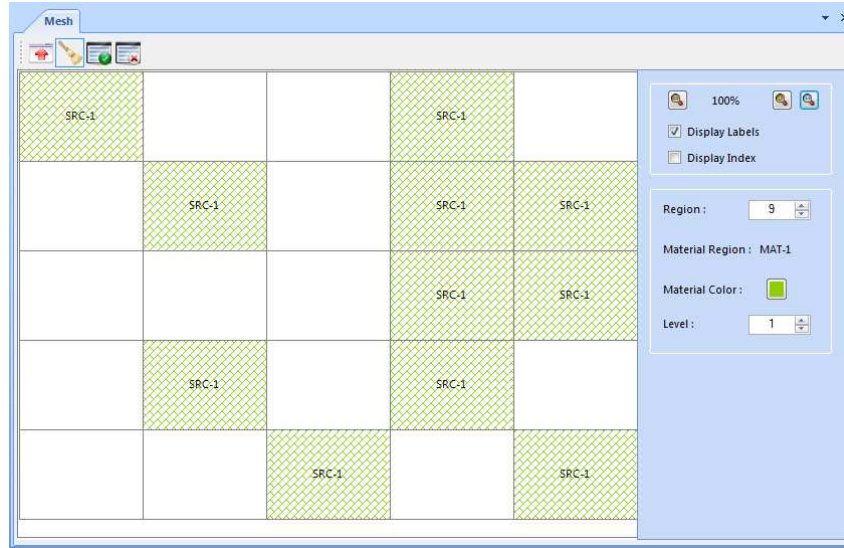 Mesh
SRC-1 SRC-1
SRC-1 SRC-1 SRC-1
SRC-1 SRC-1
SRC-1 SRC-1
SRC-1 SRC-1
100%
Display Labels
Display Index
Region : 9
Material Region : MAT-1
Material Color :
Level : 1